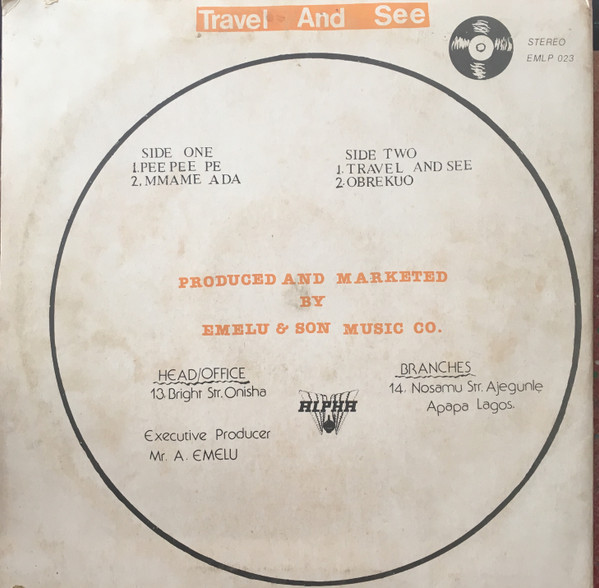 Travel And See
STEREO
EMLP 023
SIDE ONE
1.PEE PEE PE
2.MMAME ADA
SIDE TWO
1.TRAVEL AND SEE
2.OBREKUO
PRODUCED AND MARKETED
BY
EMELU & SON MUSIC CO.
HEAD/OFFICE
13, Bright Str. Onisha
BRANCHES
14. Nosamu Str. Ajegunle
Apapa Lagos.
ALPHA
Executive Producer
Mr. A. EMELU